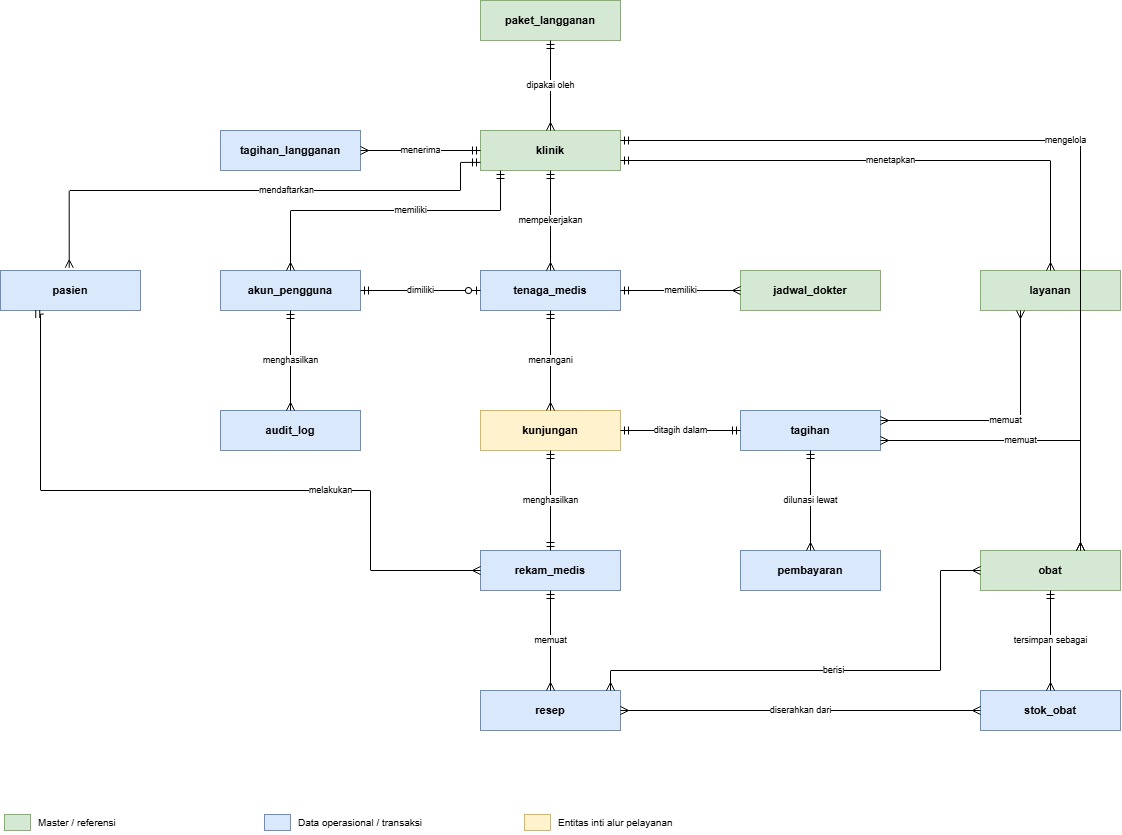 paket_langganan
dipakai oleh
mengelola
tagihan_langganan
menerima
klinik
menetapkan
mendaftarkan
memiliki
mempekerjakan
pasien
akun_pengguna
dimiliki
tenaga_medis
memiliki
jadwal_dokter
layanan
menghasilkan
menangani
audit_log
kunjungan
ditagih dalam
tagihan
memuat
memuat
melakukan
menghasilkan
dilunasi lewat
rekam_medis
pembayaran
obat
memuat
tersimpan sebagai
berisi
resep
diserahkan dari
stok_obat
Master / referensi
Data operasional / transaksi
Entitas inti alur pelayanan